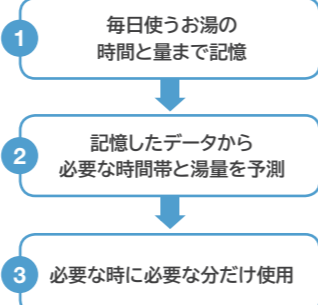 1
毎日使うお湯の
時間と量まで記憶
2
記憶したデータから
必要な時間帯と湯量を予測
3
必要な時に必要な分だけ使用